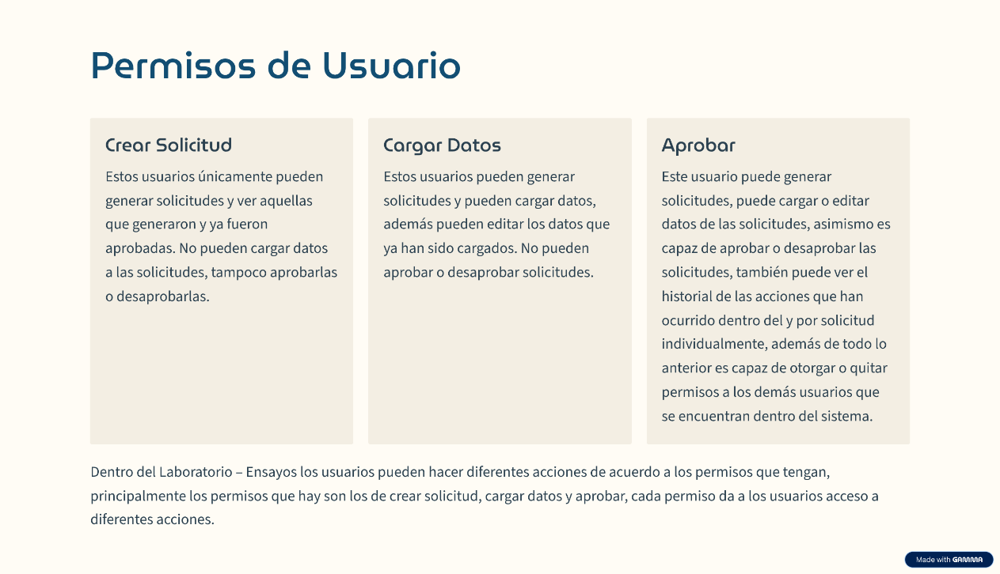 Permisos de Usuario
Crear Solicitud
Estos usuarios únicamente pueden
generar solicitudes y ver aquellas
que generaron y ya fueron
aprobadas. No pueden cargar datos
a las solicitudes, tampoco aprobarlas
o desaprobarlas.
Cargar Datos
Estos usuarios pueden generar
solicitudes y pueden cargar datos,
además pueden editar los datos que
ya han sido cargados. No pueden
aprobar o desaprobar solicitudes.
Aprobar
Este usuario puede generar
solicitudes, puede cargar o editar
datos de las solicitudes, asimismo es
capaz de aprobar o desaprobar las
solicitudes, también puede ver el
historial de las acciones que han
ocurrido dentro del y por solicitud
individualmente, además de todo lo
anterior es capaz de otorgar o quitar
permisos a los demás usuarios que
se encuentran dentro del sistema.
Dentro del Laboratorio – Ensayos los usuarios pueden hacer diferentes acciones de acuerdo a los permisos que tengan,
principalmente los permisos que hay son los de crear solicitud, cargar datos y aprobar, cada permiso da a los usuarios acceso a
diferentes acciones.
Made with GAMMA